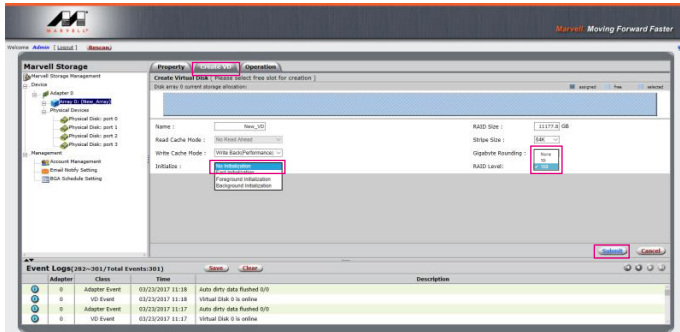 MARVELL
Marvell. Moving Forward Faster
Welcome Admin [ Logout ] Rescan
Marvell Storage
Marvell Storage Management
Device
Adapter 0
Array 0: (New_Array)
Physical Devices
Physical Disk: port 0
Physical Disk: port 1
Physical Disk: port 2
Physical Disk: port 3
Management
Account Management
Email Notify Setting
BGA Schedule Setting
Property Create VD Operation
Create Virtual Disk [ Please select free slot for creation ]
Disk array 0 current storage allocation: assigned free selected
Name : New_VD RAID Size : 11177.8 GB
Read Cache Mode : No Read Ahead Stripe Size : 64K
Write Cache Mode : Write Back(Performance) Gigabyte Rounding : None
1G
Initialize : No Initialization RAID Level: 10G
Fast Initialization
Foreground Initialization
Background Initialization
Submit Cancel
Event Logs(282~301/Total Events:301) Save Clear
Adapter Class Time Description
0 Adapter Event 03/23/2017 11:18 Auto dirty data flushed 0/0
0 VD Event 03/23/2017 11:18 Virtual Disk 0 is online
0 Adapter Event 03/23/2017 11:17 Auto dirty data flushed 0/0
0 VD Event 03/23/2017 11:17 Virtual Disk 0 is online